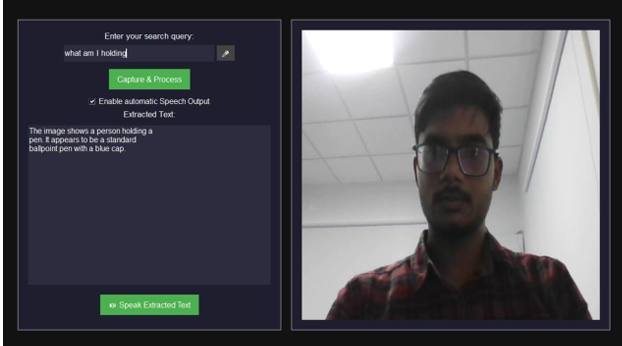 Enter your search query:
what am I holding
Capture & Process
Enable automatic Speech Output
Extracted Text:
The image shows a person holding a
pen. It appears to be a standard
ballpoint pen with a blue cap.
Speak Extracted Text